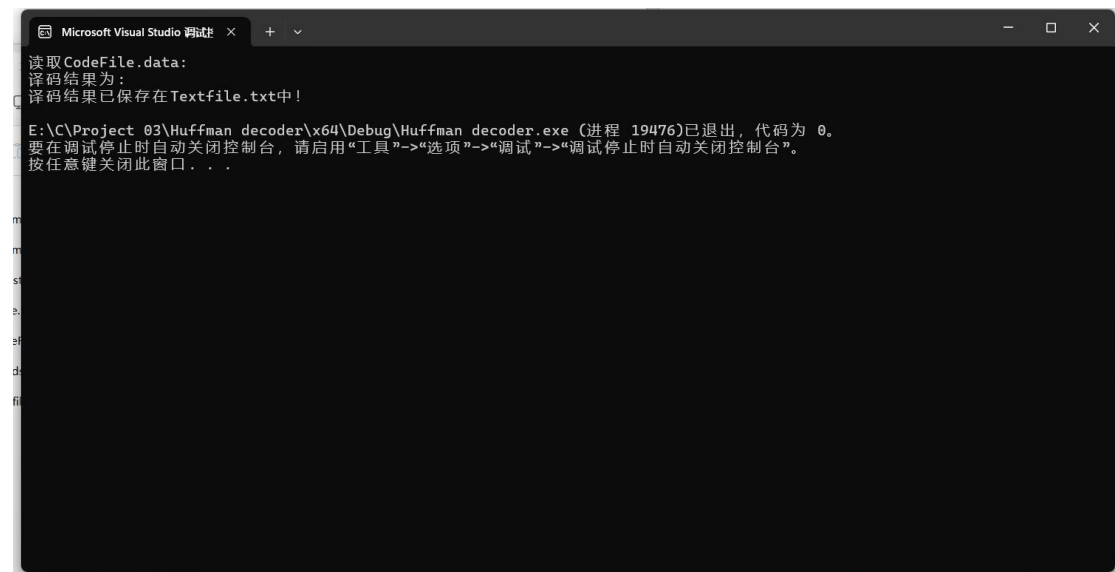 Microsoft Visual Studio 调试
读取CodeFile.data:
译码结果为:
译码结果已保存在Textfile.txt中!
E:\C\Project 03\Huffman decoder\x64\Debug\Huffman decoder.exe (进程 19476)已退出，代码为 0。
要在调试停止时自动关闭控制台，请启用“工具”->“选项”->“调试”->“调试停止时自动关闭控制台”。
按任意键关闭此窗口. . .